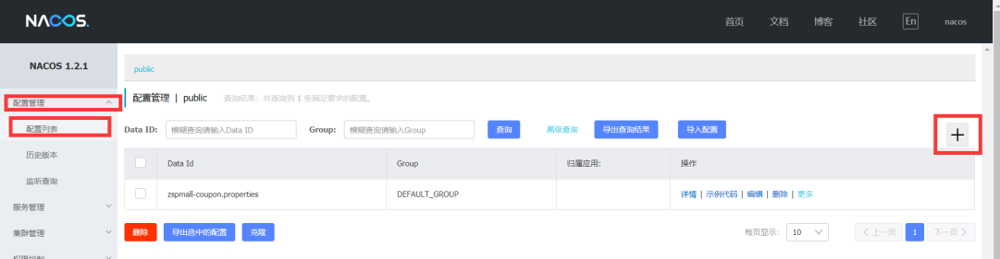 NACOS.
首页 文档 博客 社区 En nacos
NACOS 1.2.1
配置管理
配置列表
历史版本
监听查询
服务管理
集群管理
权限控制
public
配置管理 | public 查询结果：共查询到 1 条满足要求的配置。
Data ID: 模糊查询请输入Data ID Group: 模糊查询请输入Group 查询 高级查询 导出查询结果 导入配置
Data Id Group 归属应用: 操作
zspmall-coupon.properties DEFAULT_GROUP 详情 | 示例代码 | 编辑 | 删除 | 更多
删除 导出选中的配置 克隆 每页显示: 10 < 上一页 1 下一页 >